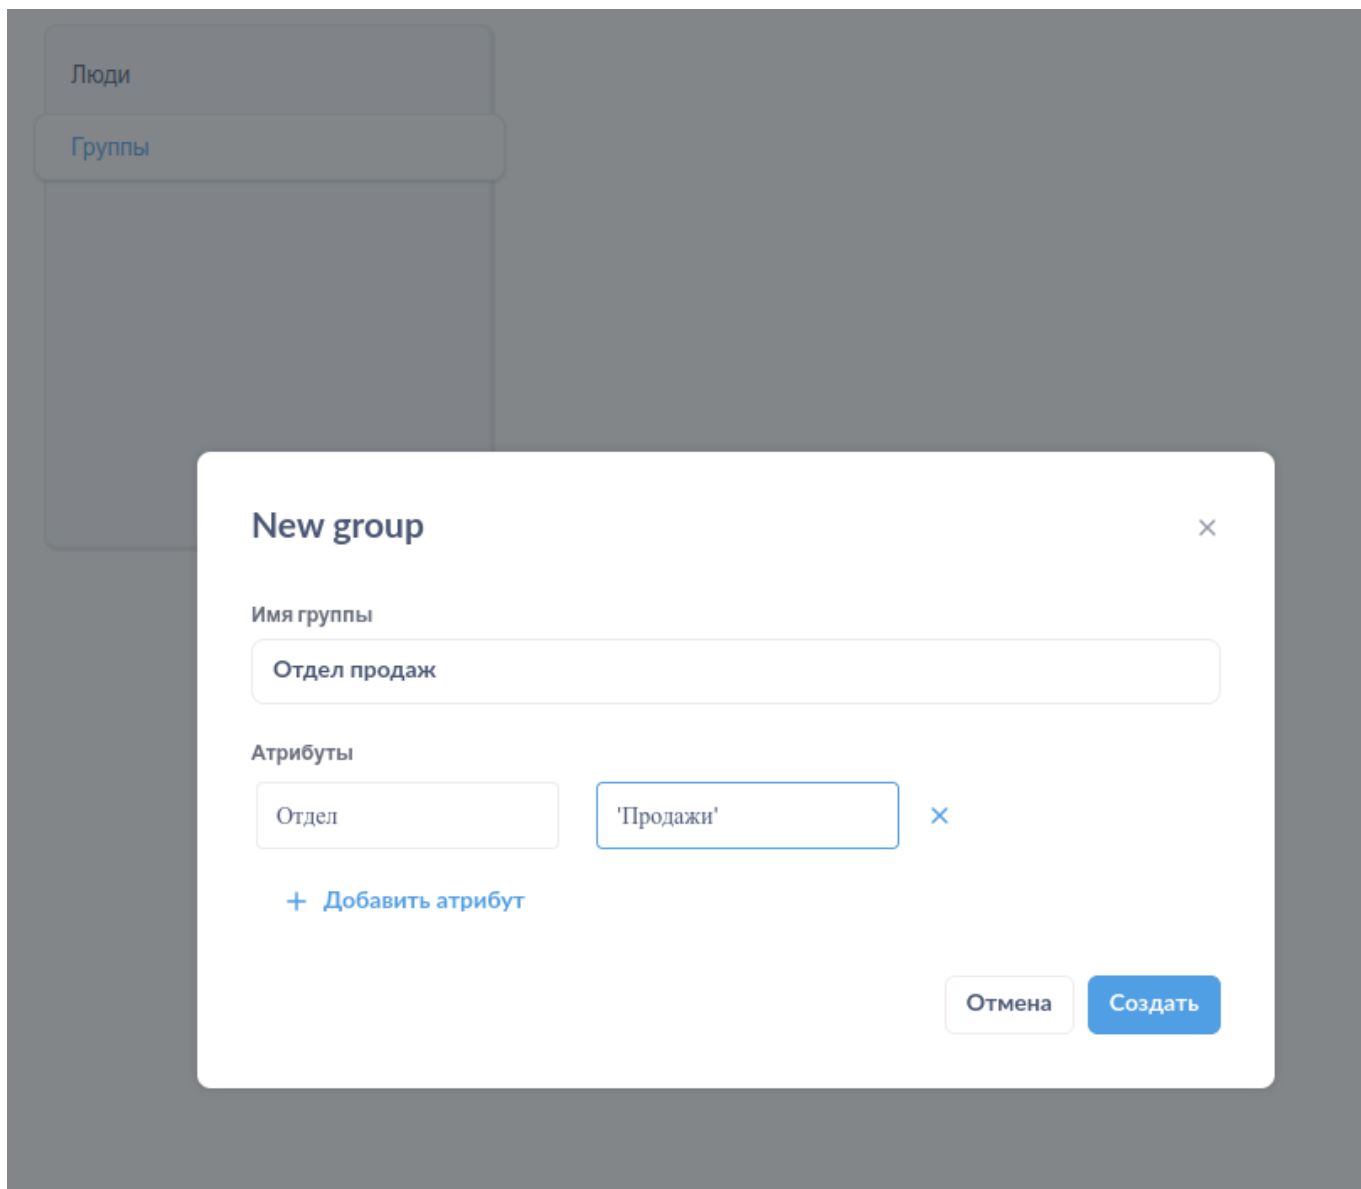 Люди
Группы
New group
Имя группы
Отдел продаж
Атрибуты
Отдел 'Продажи'
+ Добавить атрибут
Отмена Создать